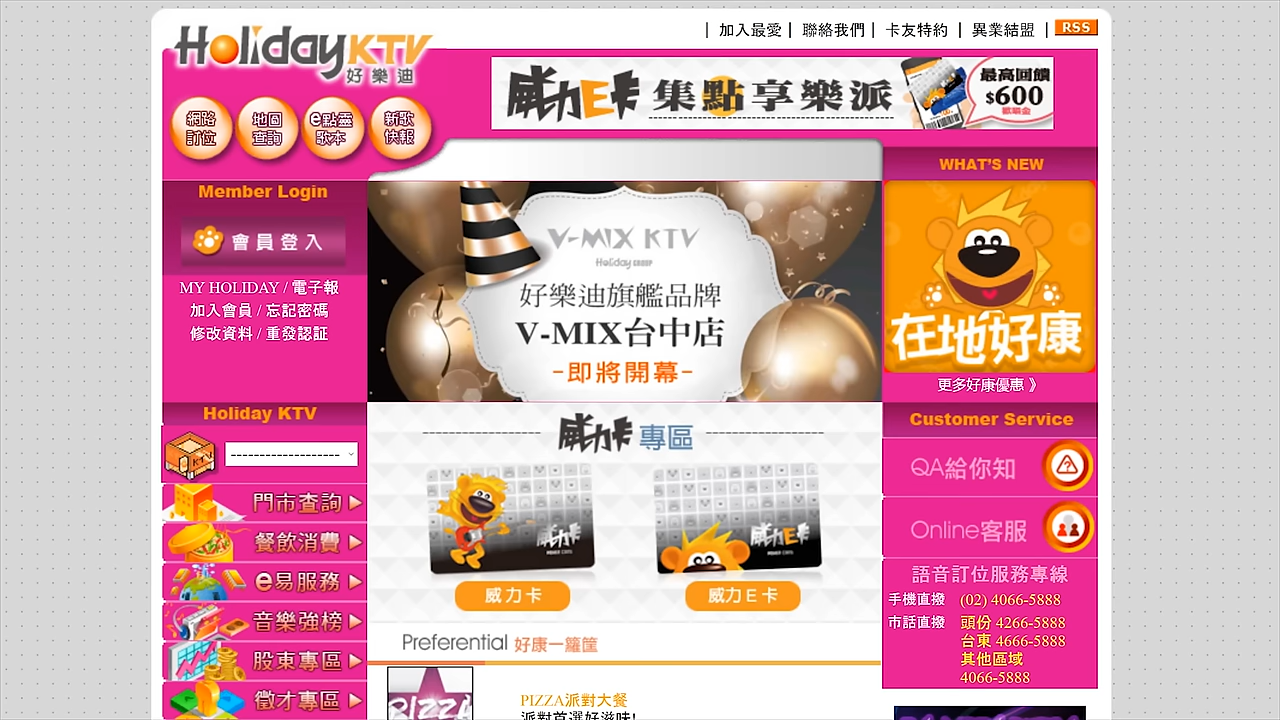 Holiday KTV
好樂迪
| 加入最愛 | 聯絡我們 | 卡友特約 | 異業結盟 | RSS
威力E卡 集點享樂派
最高回饋
$600
歡樂金
網路訂位
地圖查詢
新歌快報
WHAT'S NEW
Member Login
會員登入
MY HOLIDAY / 電子報
加入會員 / 忘記密碼
修改資料 / 重發認証
V-MIX KTV
Holiday GROUP
好樂迪旗艦品牌
V-MIX台中店
-即將開幕-
在地好康
更多好康優惠 》
Holiday KTV
-------------------
門市查詢
餐飲消費
e易服務
音樂強榜
股東專區
徵才專區
威力卡 專區
威力卡
威力E卡
威力卡
威力E卡
Preferential 好康一籮筐
PIZZA
PIZZA派對大餐
派對首選好滋味!
Customer Service
QA給你知
Online客服
語音訂位服務專線
手機直撥 (02) 4066-5888
市話直撥 頭份 4266-5888
台東 4666-5888
其他區域
4066-5888